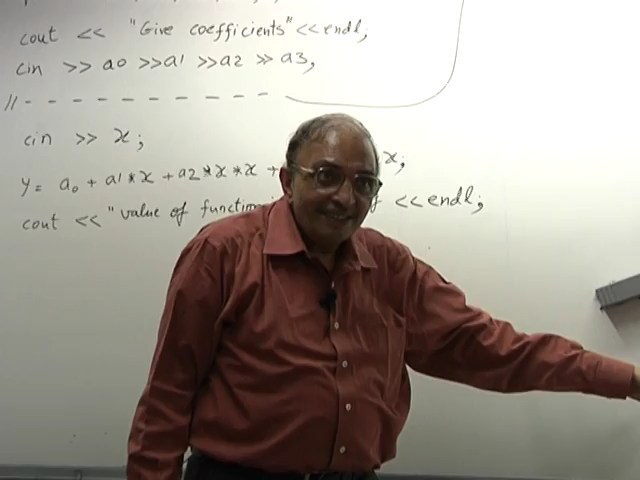 cout << "Give coefficients"<<endl;
cin >> a0 >>a1 >>a2 >> a3,
// - - - - - - - - - -
cin >> x;
y= a0 + a1*x + a2*x*x + x;
cout << "value of function << endl;